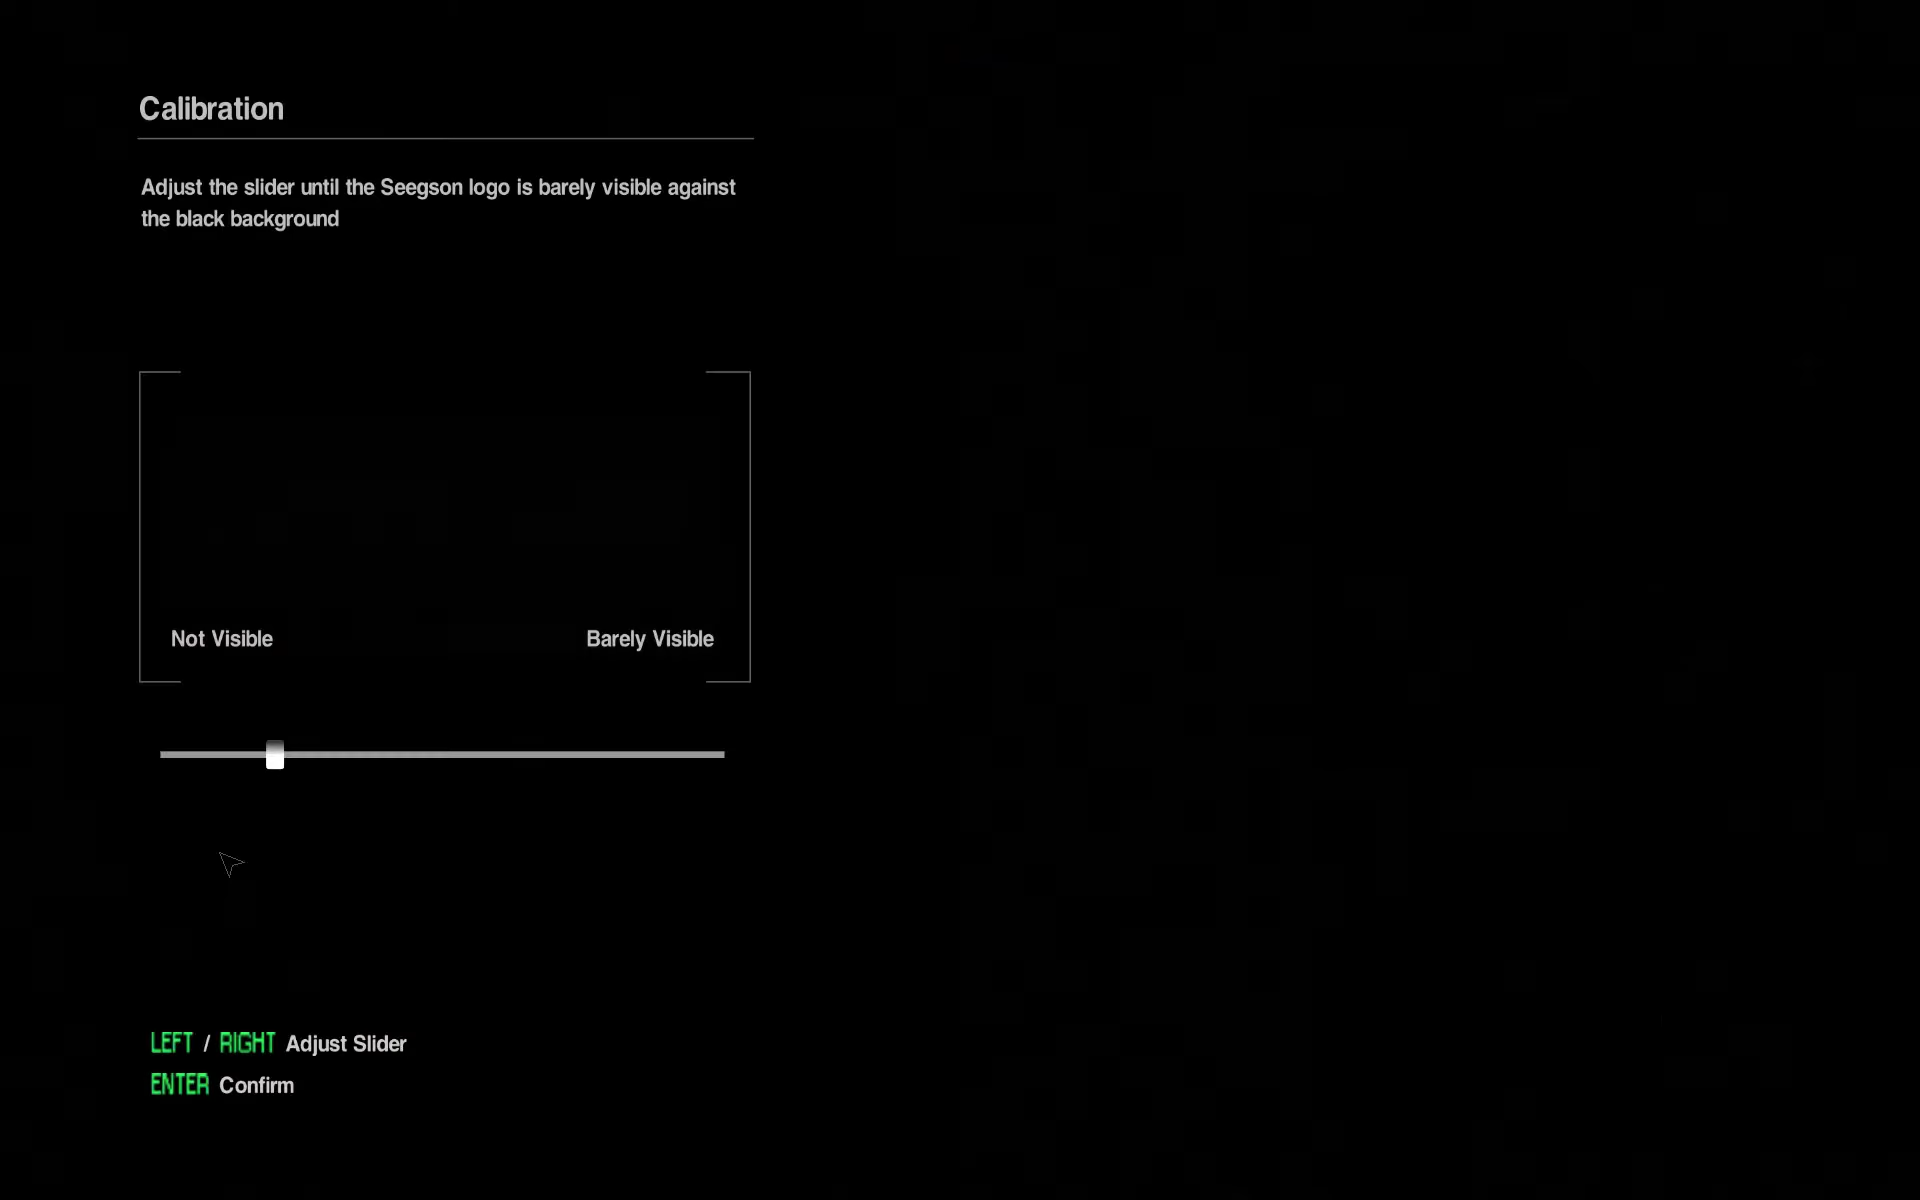 Calibration
Adjust the slider until the Seegson logo is barely visible against
the black background
Not Visible
Barely Visible
LEFT / RIGHT Adjust Slider
ENTER Confirm